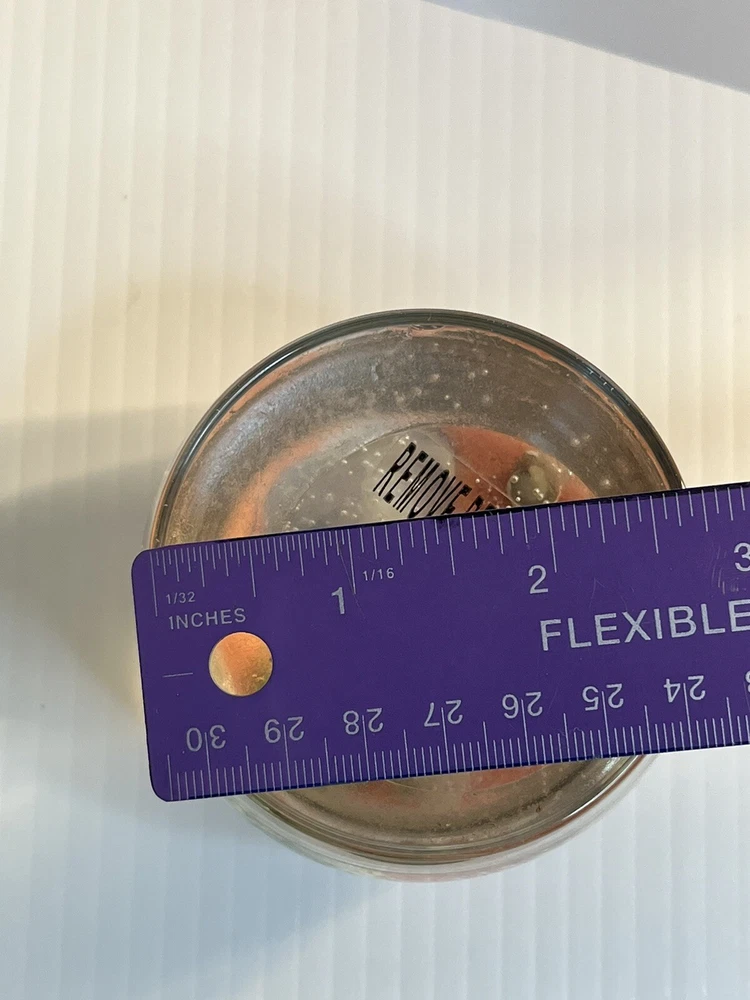 REMOVE
1/32
INCHES
1
1/16
2
3
FLEXIBLE
30 29 28 27 26 25 24